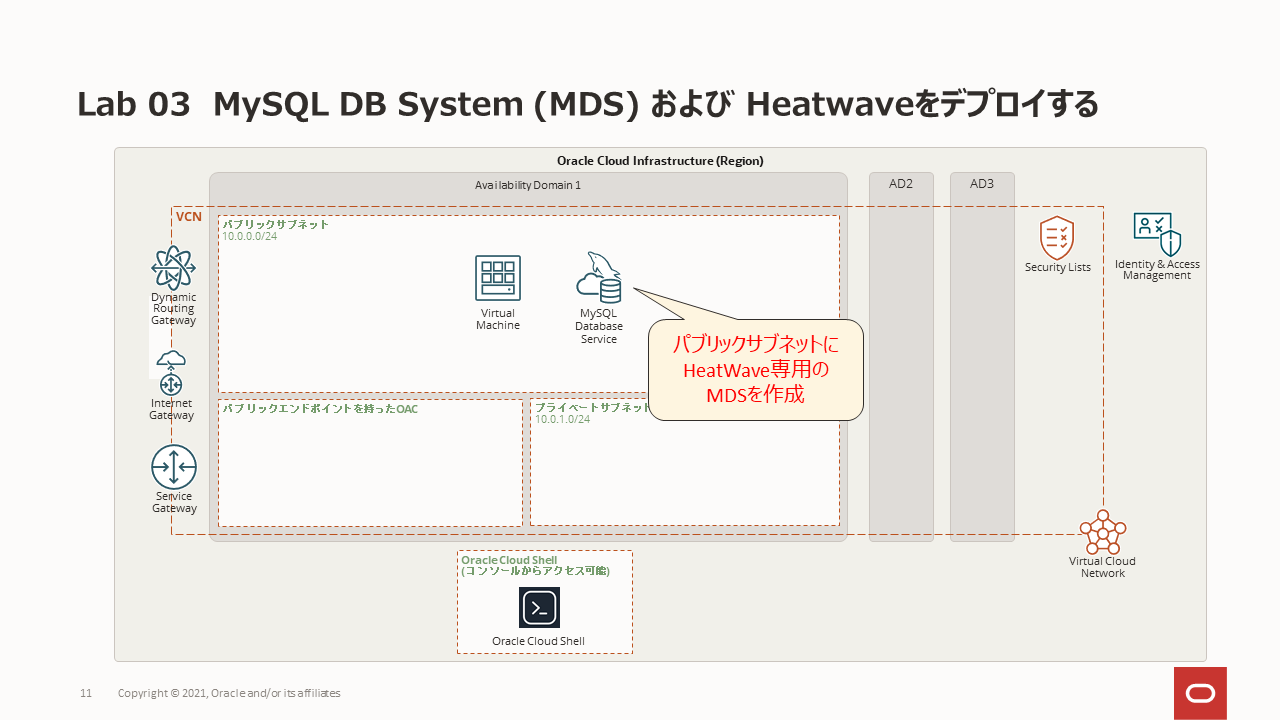 Lab 03 MySQL DB System (MDS) および Heatwaveをデプロイする
Oracle Cloud Infrastructure (Region)
Availability Domain 1
AD2
AD3
VCN
パブリックサブネット
10.0.0.0/24
Virtual
Machine
MySQL
Database
Service
パブリックサブネットに
HeatWave専用の
MDSを作成
Security Lists
Identity & Access
Management
Dynamic
Routing
Gateway
Internet
Gateway
Service
Gateway
パブリックエンドポイントを持ったOAC
プライベートサブネット
10.0.1.0/24
Virtual Cloud
Network
Oracle Cloud Shell
(コンソールからアクセス可能)
Oracle Cloud Shell
11 Copyright © 2021, Oracle and/or its affiliates